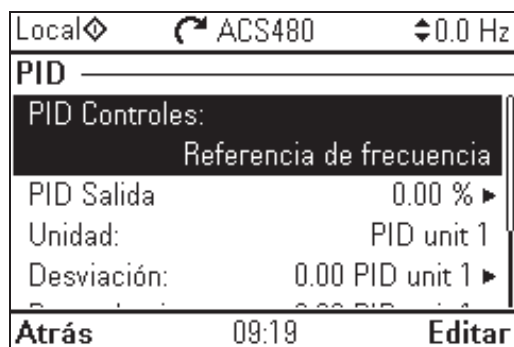 Local ACS480 0.0 Hz
PID
PID Controles:
Referencia de frecuencia
PID Salida 0.00 %
Unidad: PID unit 1
Desviación: 0.00 PID unit 1
Atrás 09:19 Editar